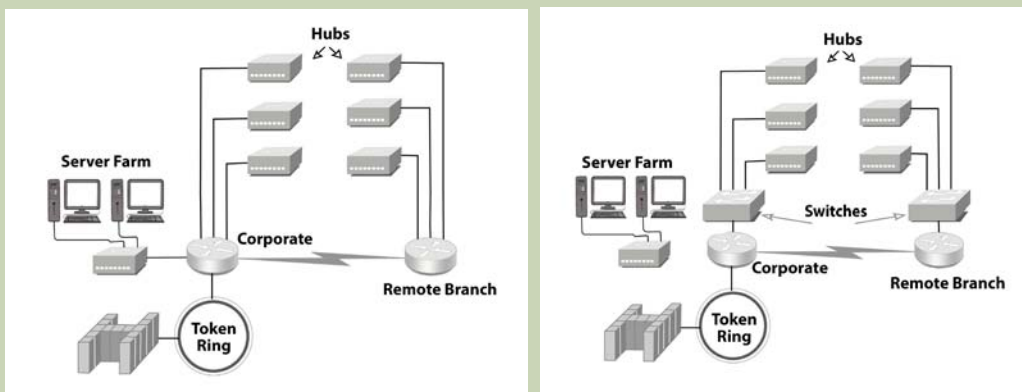 Hubs
Server Farm
Corporate
Remote Branch
Token
Ring
Hubs
Server Farm
Switches
Corporate
Remote Branch
Token
Ring